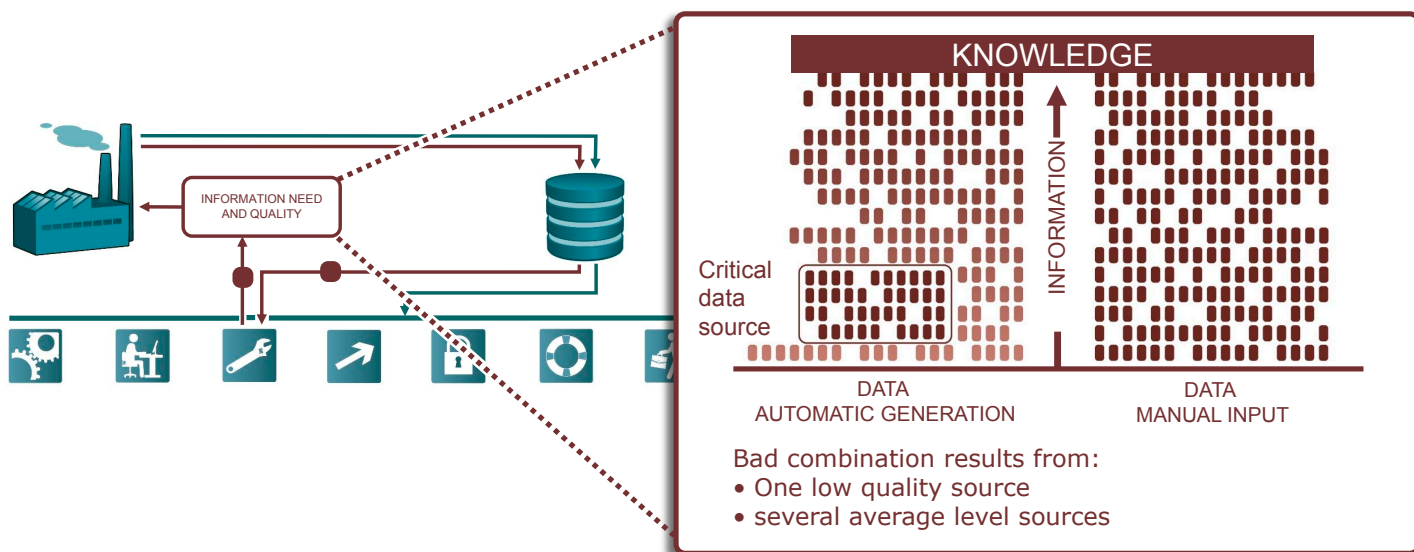 KNOWLEDGE
INFORMATION NEED
AND QUALITY
INFORMATION
Critical
data
source
DATA
AUTOMATIC GENERATION
DATA
MANUAL INPUT
Bad combination results from:
• One low quality source
• several average level sources